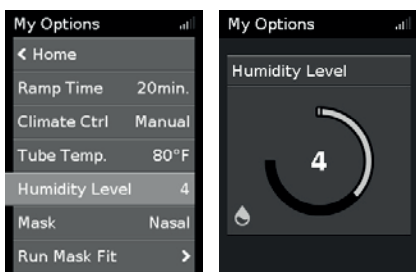 My Options
< Home
Ramp Time 20min.
Climate Ctrl Manual
Tube Temp. 80°F
Humidity Level 4
Mask Nasal
Run Mask Fit >
My Options
Humidity Level
4